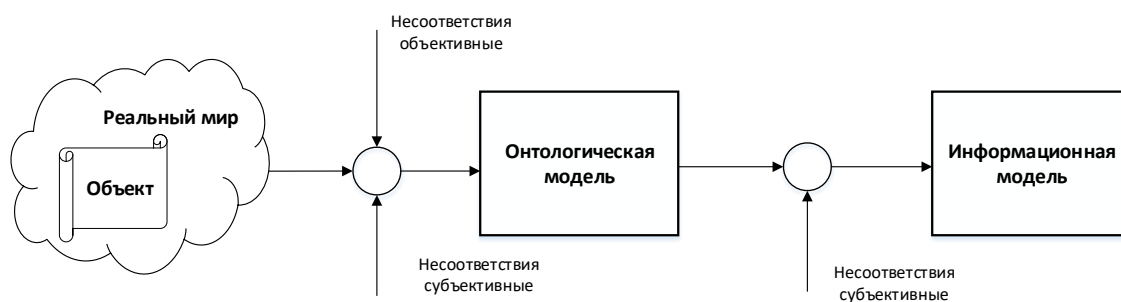 Несоответствия
объективные
Реальный мир
Объект
Онтологическая
модель
Информационная
модель
Несоответствия
субъективные
Несоответствия
субъективные